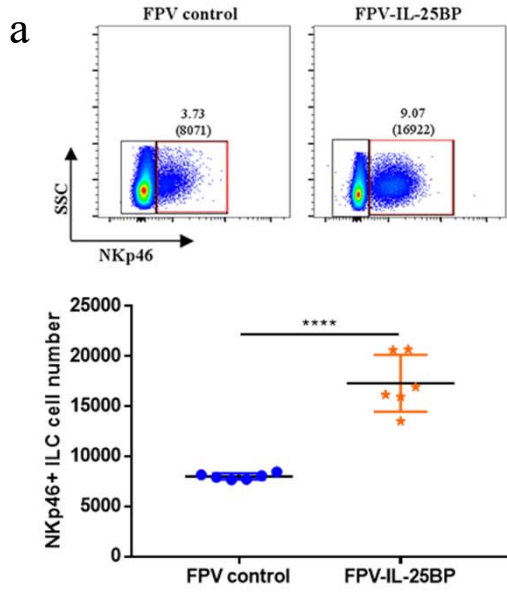 a
FPV control
FPV-IL-25BP
3.73
(8071)
9.07
(16922)
SSC
NKp46
NKp46+ ILC cell number
25000
20000
15000
10000
5000
0
****
FPV control
FPV-IL-25BP